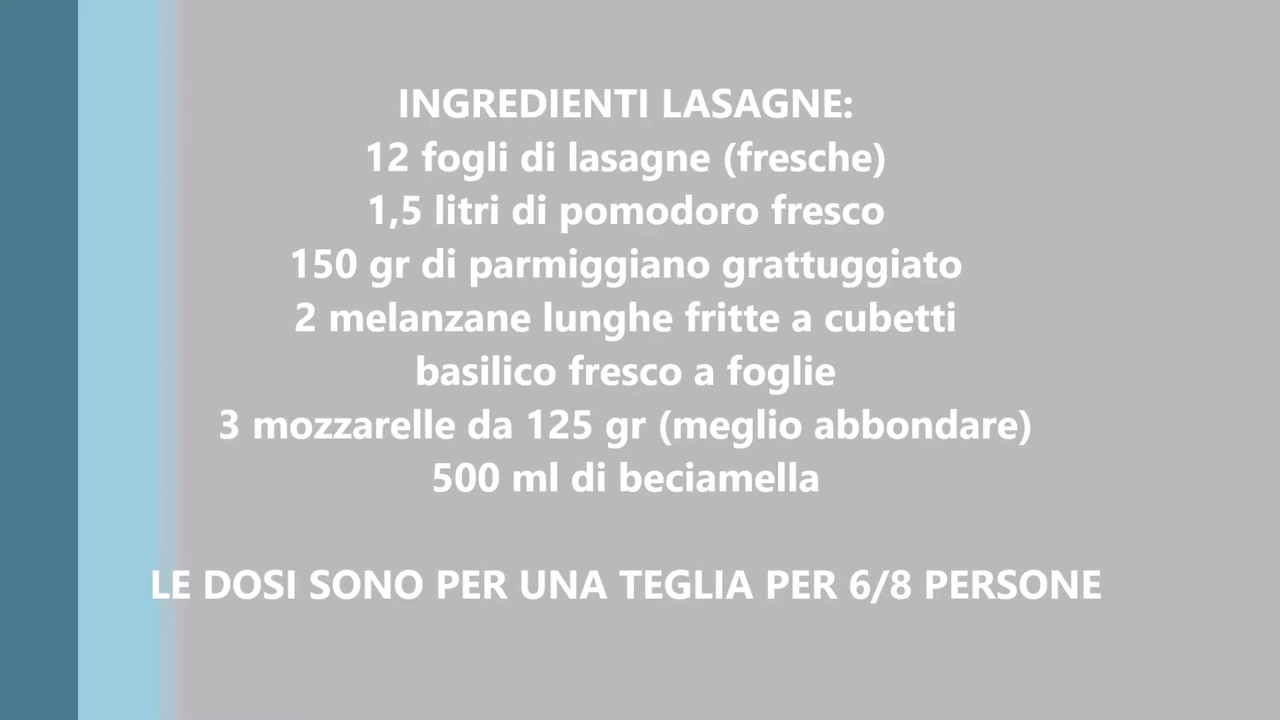 INGREDIENTI LASAGNE:
12 fogli di lasagne (fresche)
1,5 litri di pomodoro fresco
150 gr di parmiggiano grattuggiato
2 melanzane lunghe fritte a cubetti
basilico fresco a foglie
3 mozzarelle da 125 gr (meglio abbondare)
500 ml di beciamella
LE DOSI SONO PER UNA TEGLIA PER 6/8 PERSONE